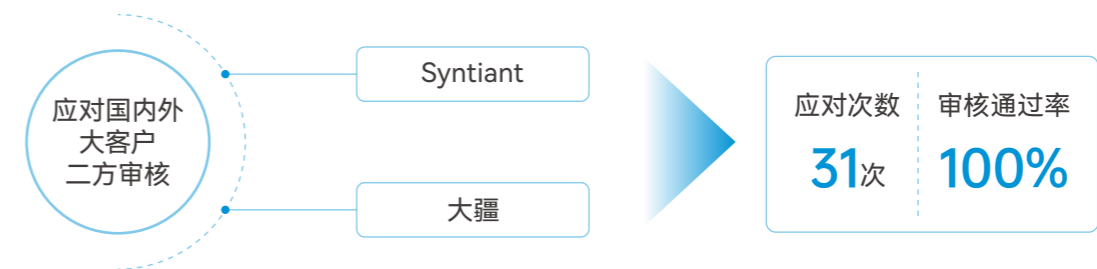 应对国内外
大客户
二方审核
Syntiant
大疆
应对次数
31次
审核通过率
100%